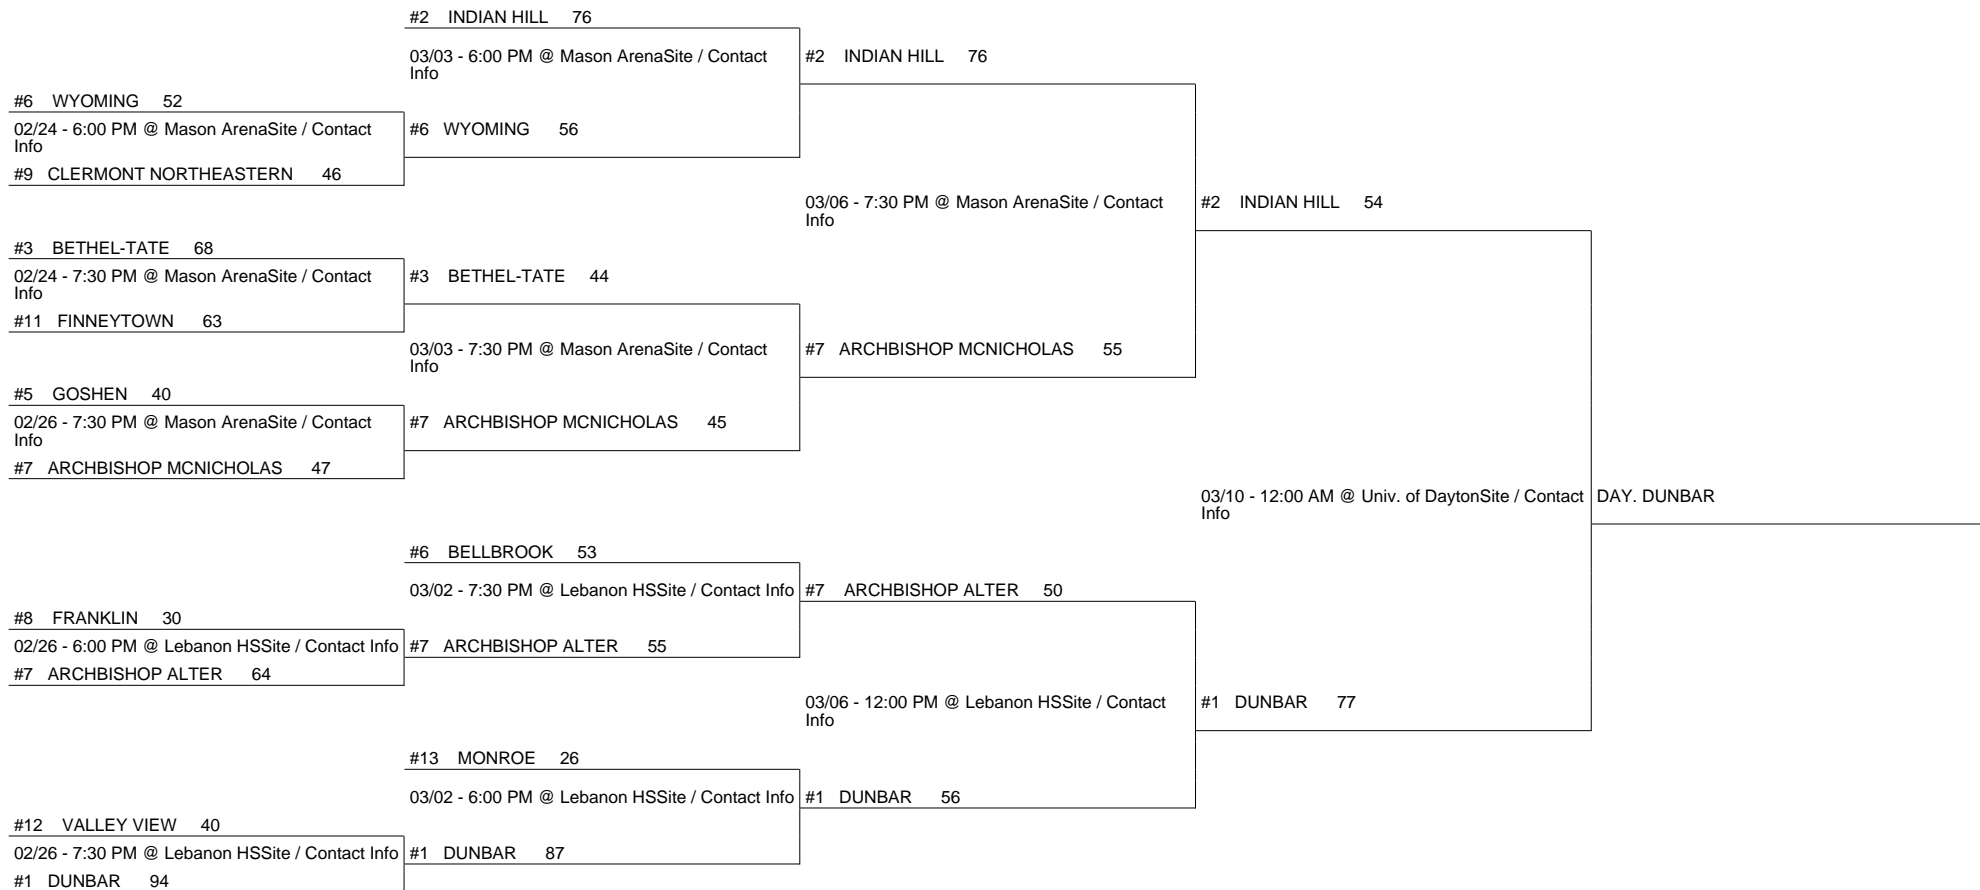 #2 INDIAN HILL 76
03/03 - 6:00 PM @ Mason ArenaSite / Contact
Info
#2 INDIAN HILL 76
#6 WYOMING 52
02/24 - 6:00 PM @ Mason ArenaSite / Contact
Info
#6 WYOMING 56
#9 CLERMONT NORTHEASTERN 46
03/06 - 7:30 PM @ Mason ArenaSite / Contact
Info
#2 INDIAN HILL 54
#3 BETHEL-TATE 68
02/24 - 7:30 PM @ Mason ArenaSite / Contact
Info
#3 BETHEL-TATE 44
#11 FINNEYTOWN 63
03/03 - 7:30 PM @ Mason ArenaSite / Contact
Info
#7 ARCHBISHOP MCNICHOLAS 55
#5 GOSHEN 40
02/26 - 7:30 PM @ Mason ArenaSite / Contact
Info
#7 ARCHBISHOP MCNICHOLAS 45
#7 ARCHBISHOP MCNICHOLAS 47
03/10 - 12:00 AM @ Univ. of DaytonSite / Contact
Info
DAY. DUNBAR
#6 BELLBROOK 53
03/02 - 7:30 PM @ Lebanon HSSite / Contact Info
#7 ARCHBISHOP ALTER 50
#8 FRANKLIN 30
02/26 - 6:00 PM @ Lebanon HSSite / Contact Info
#7 ARCHBISHOP ALTER 55
#7 ARCHBISHOP ALTER 64
03/06 - 12:00 PM @ Lebanon HSSite / Contact
Info
#1 DUNBAR 77
#13 MONROE 26
03/02 - 6:00 PM @ Lebanon HSSite / Contact Info
#1 DUNBAR 56
#12 VALLEY VIEW 40
02/26 - 7:30 PM @ Lebanon HSSite / Contact Info
#1 DUNBAR 87
#1 DUNBAR 94